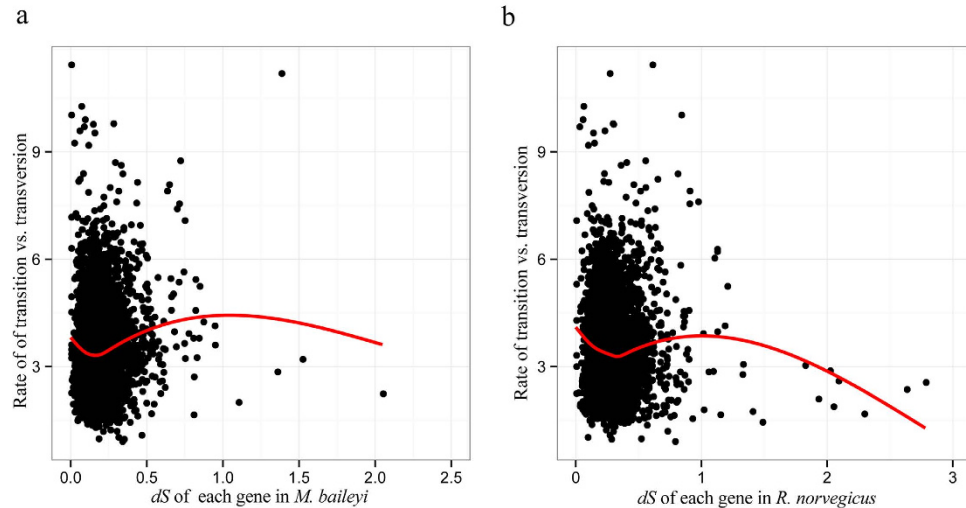 a
b
Rate of of transition vs. transversion
9
6
3
0.0 0.5 1.0 1.5 2.0 2.5
dS of each gene in M. baileyi
Rate of transition vs. transversion
9
6
3
0 1 2 3
dS of each gene in R. norvegicus